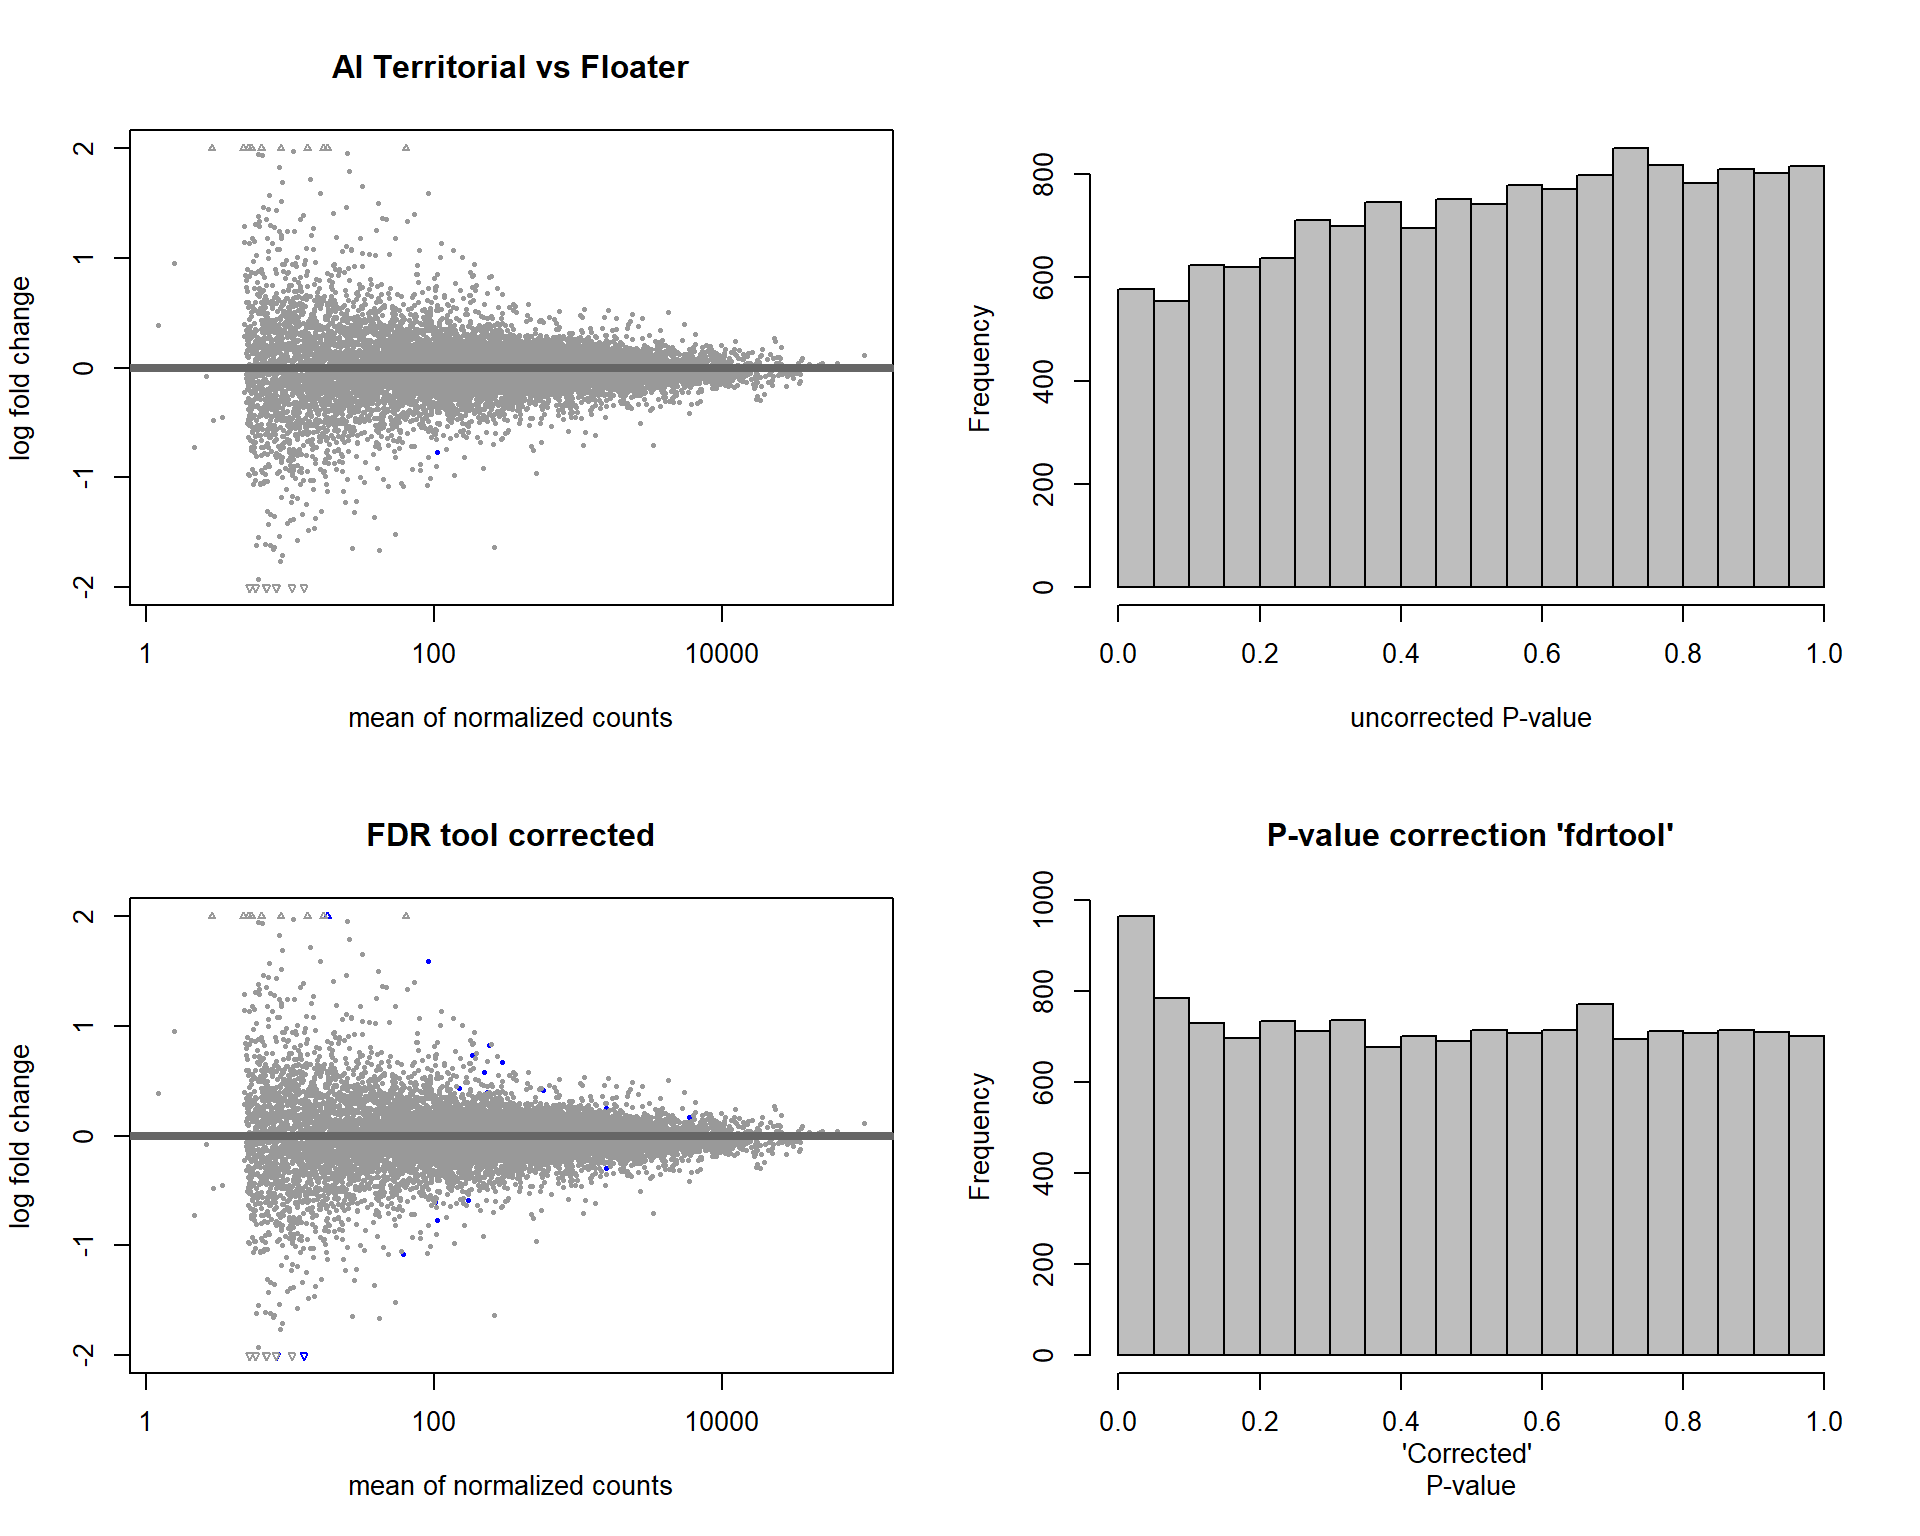 AI Territorial vs Floater
2
1
0
-1
-2
log fold change
1 100 10000
mean of normalized counts
800
600
400
200
0
Frequency
0.0 0.2 0.4 0.6 0.8 1.0
uncorrected P-value
FDR tool corrected
2
1
0
-1
-2
log fold change
1 100 10000
mean of normalized counts
P-value correction 'fdrtool'
1000
800
600
400
200
0
Frequency
0.0 0.2 0.4 0.6 0.8 1.0
'Corrected'
P-value